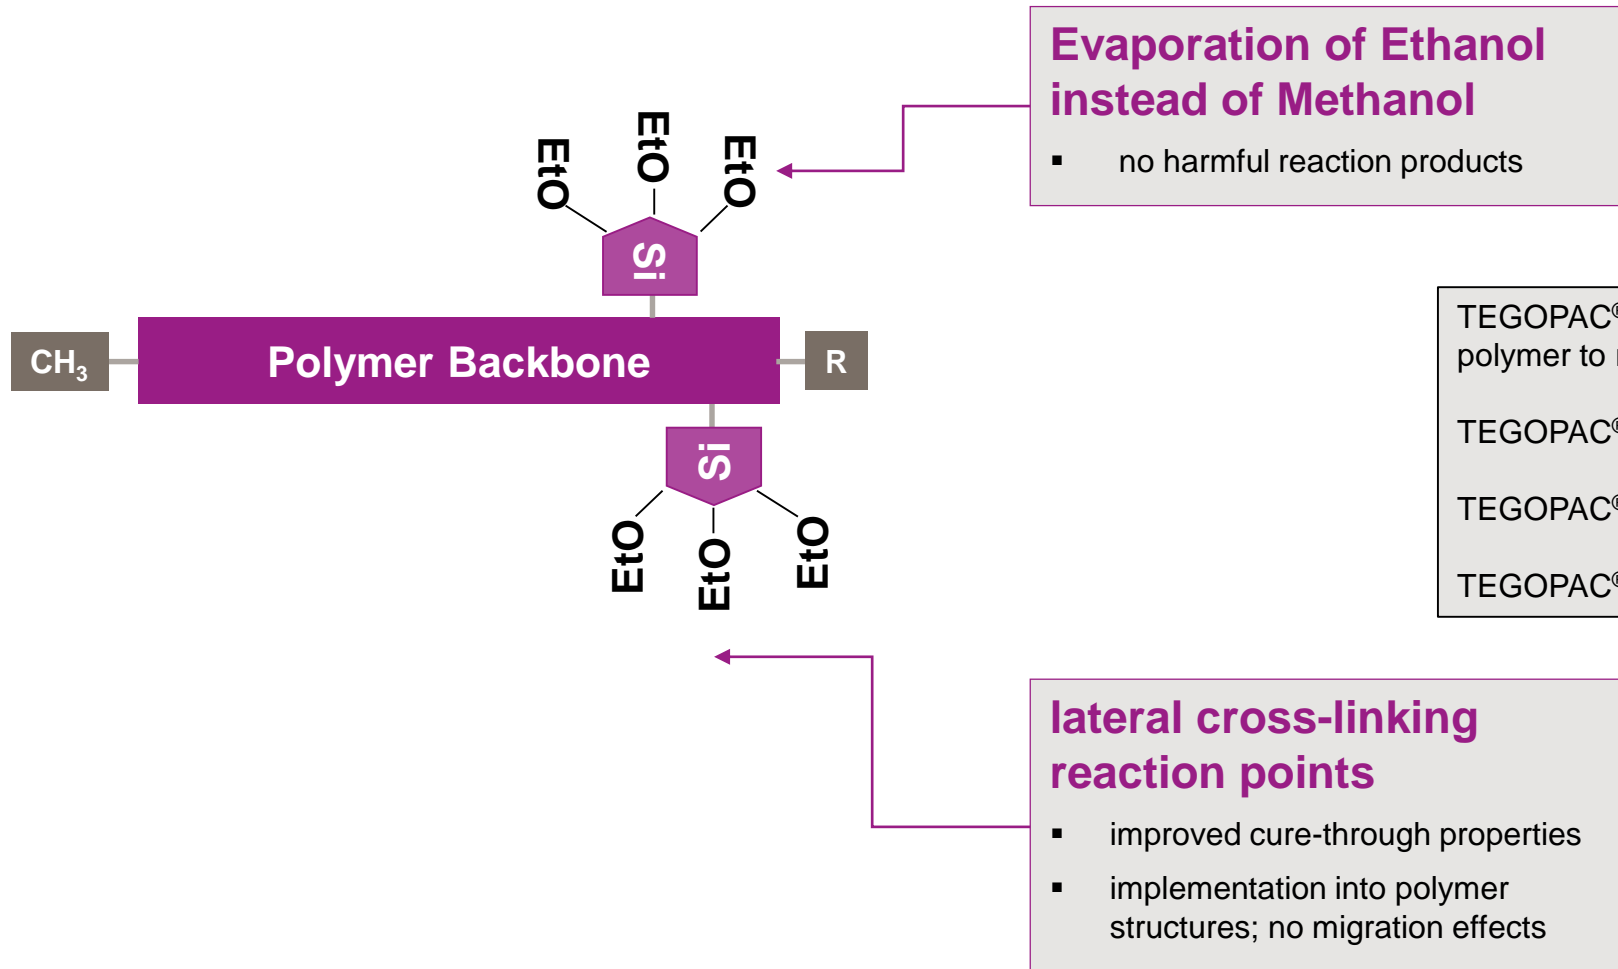 Evaporation of Ethanol
instead of Methanol
▪ no harmful reaction products
EtO
EtO
EtO
Si
CH₃
Polymer Backbone
R
Si
EtO
EtO
EtO
TEGOPAC®
polymer to
TEGOPAC®
TEGOPAC®
TEGOPAC®
lateral cross-linking
reaction points
▪ improved cure-through properties
▪ implementation into polymer
structures; no migration effects